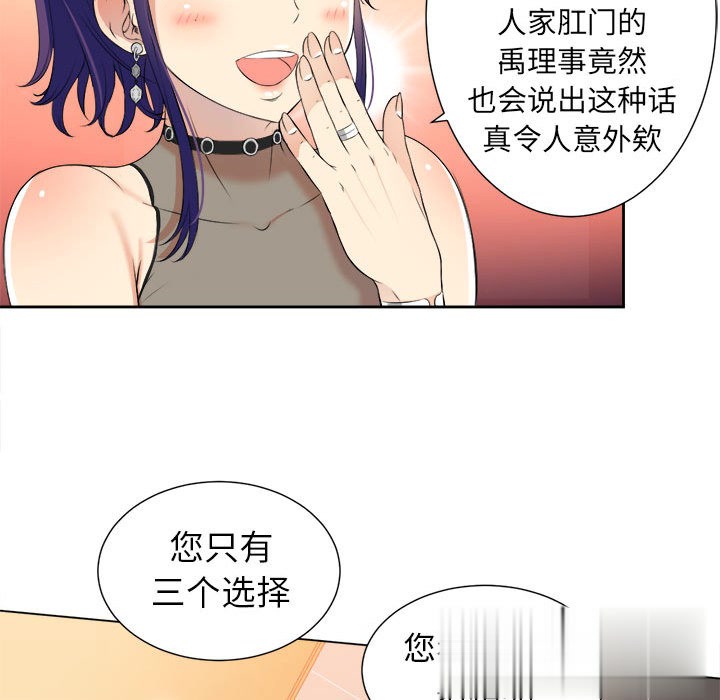 人家肛门的
禹理事竟然
也会说出这种话
真令人意外欸
您只有
三个选择
您